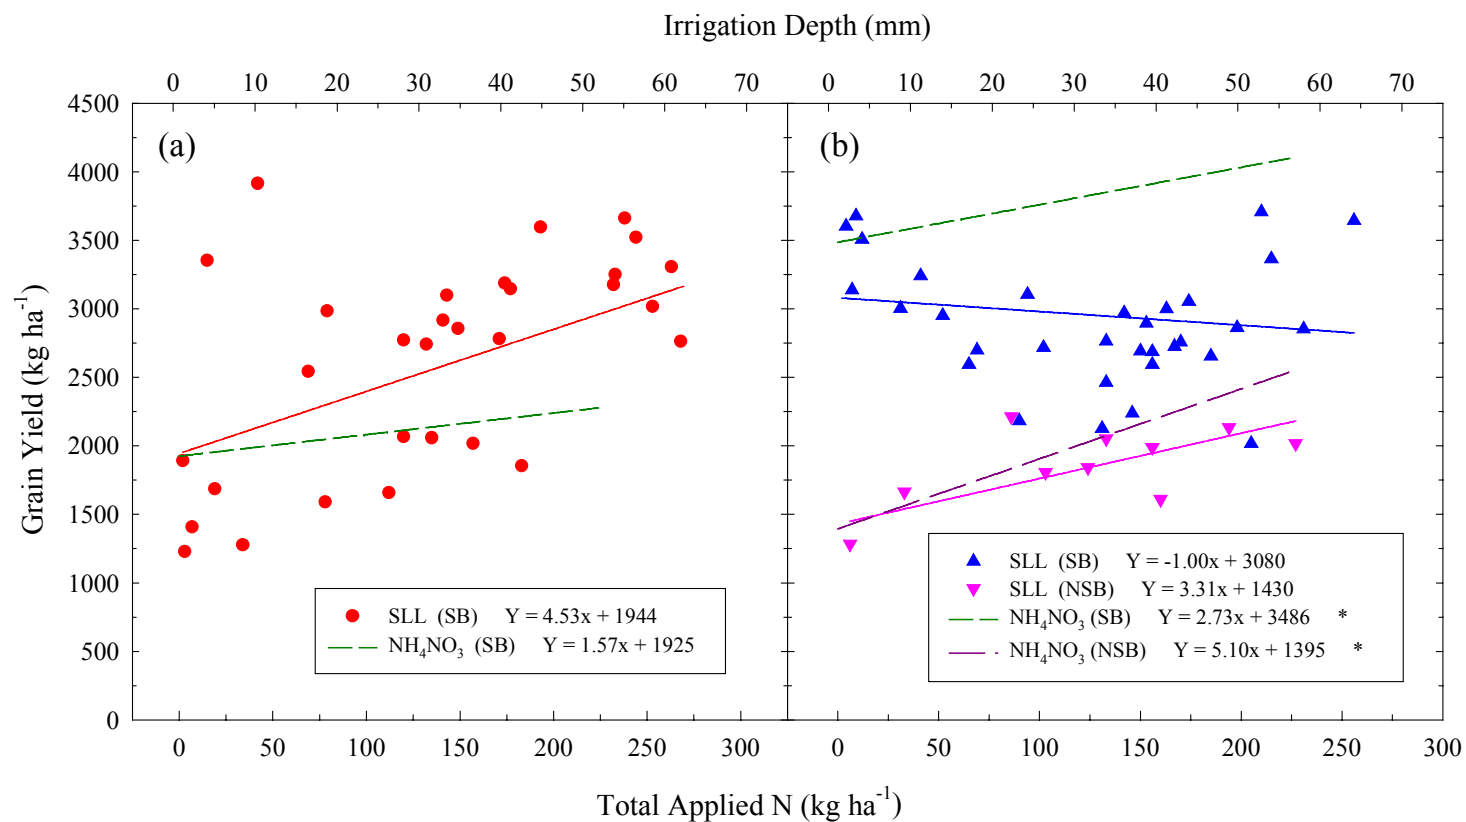 Irrigation Depth (mm)
0 10 20 30 40 50 60 70 0 10 20 30 40 50 60 70
4500
(a) (b)
4000
3500
3000
2500
2000
1500
1000
500
0
Grain Yield (kg ha⁻¹)
SLL (SB) Y = 4.53x + 1944
NH₄NO₃ (SB) Y = 1.57x + 1925
SLL (SB) Y = -1.00x + 3080
SLL (NSB) Y = 3.31x + 1430
NH₄NO₃ (SB) Y = 2.73x + 3486 *
NH₄NO₃ (NSB) Y = 5.10x + 1395 *
0 50 100 150 200 250 300 0 50 100 150 200 250 300
Total Applied N (kg ha⁻¹)